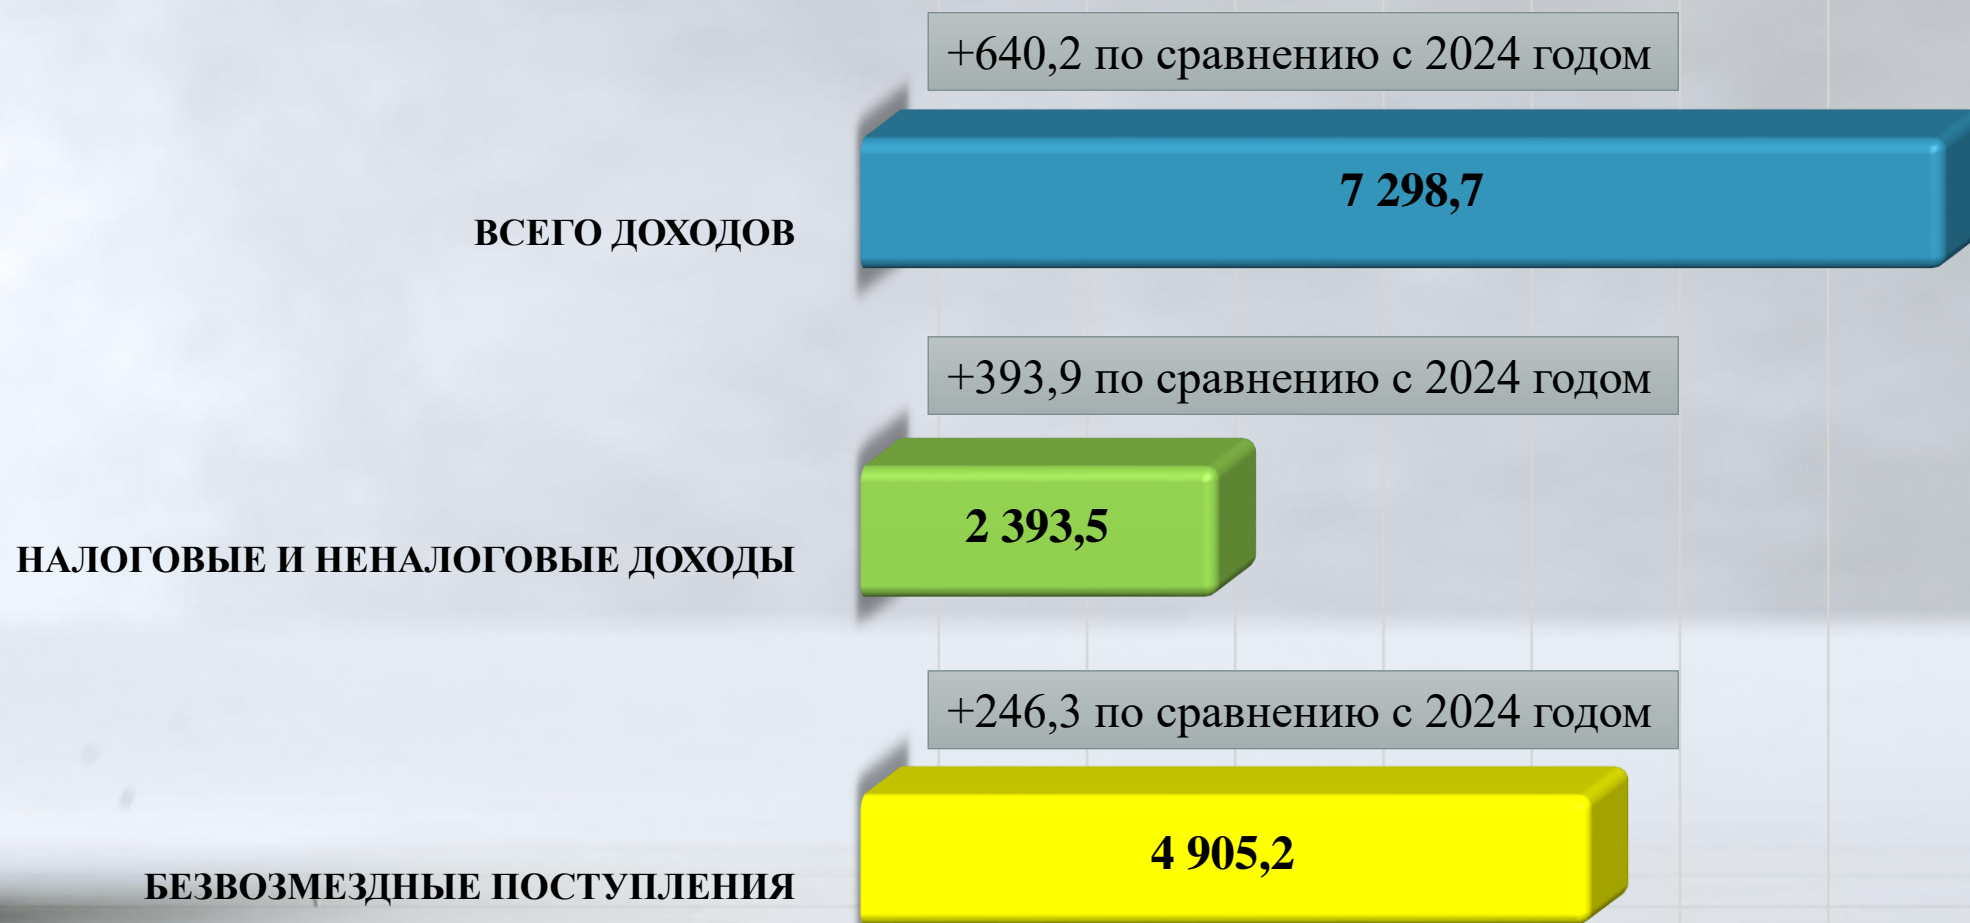 +640,2 по сравнению с 2024 годом
7 298,7
ВСЕГО ДОХОДОВ
+393,9 по сравнению с 2024 годом
2 393,5
НАЛОГОВЫЕ И НЕНАЛОГОВЫЕ ДОХОДЫ
+246,3 по сравнению с 2024 годом
4 905,2
БЕЗВОЗМЕЗДНЫЕ ПОСТУПЛЕНИЯ